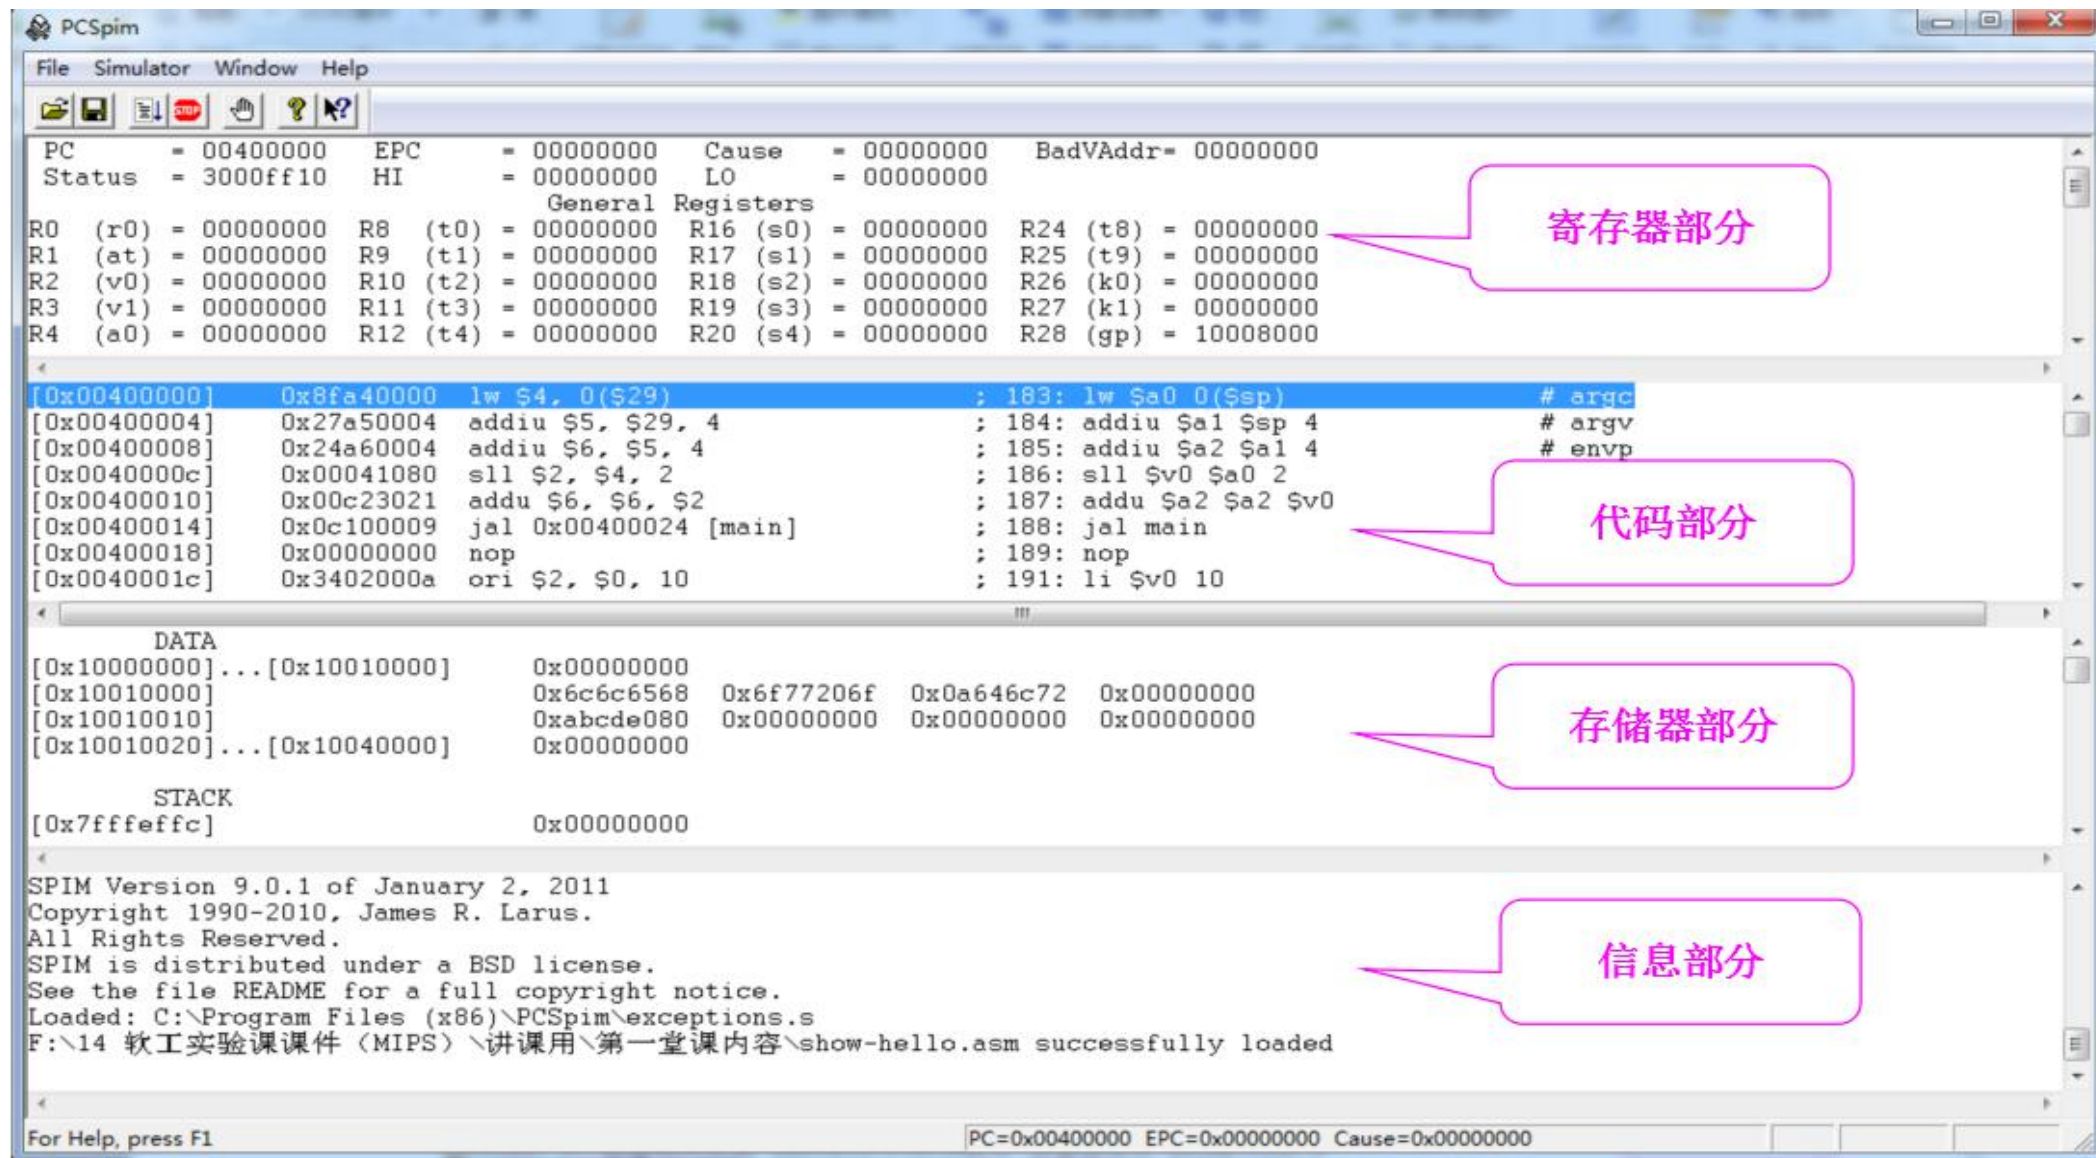 PCSpim
File Simulator Window Help
PC = 00400000 EPC = 00000000 Cause = 00000000 BadVAddr= 00000000
Status = 3000ff10 HI = 00000000 LO = 00000000
General Registers
R0 (r0) = 00000000 R8 (t0) = 00000000 R16 (s0) = 00000000 R24 (t8) = 00000000
R1 (at) = 00000000 R9 (t1) = 00000000 R17 (s1) = 00000000 R25 (t9) = 00000000
R2 (v0) = 00000000 R10 (t2) = 00000000 R18 (s2) = 00000000 R26 (k0) = 00000000
R3 (v1) = 00000000 R11 (t3) = 00000000 R19 (s3) = 00000000 R27 (k1) = 00000000
R4 (a0) = 00000000 R12 (t4) = 00000000 R20 (s4) = 00000000 R28 (gp) = 10008000
寄存器部分
[0x00400000] 0x8fa40000 lw $4, 0($29) ; 183: lw $a0 0($sp) # argc
[0x00400004] 0x27a50004 addiu $5, $29, 4 ; 184: addiu $a1 $sp 4 # argv
[0x00400008] 0x24a60004 addiu $6, $5, 4 ; 185: addiu $a2 $a1 4 # envp
[0x0040000c] 0x00041080 sll $2, $4, 2 ; 186: sll $v0 $a0 2
[0x00400010] 0x00c23021 addu $6, $6, $2 ; 187: addu $a2 $a2 $v0
[0x00400014] 0x0c100009 jal 0x00400024 [main] ; 188: jal main
[0x00400018] 0x00000000 nop ; 189: nop
[0x0040001c] 0x3402000a ori $2, $0, 10 ; 191: li $v0 10
代码部分
DATA
[0x10000000]...[0x10010000] 0x00000000
[0x10010000] 0x6c6c6568 0x6f77206f 0x0a646c72 0x00000000
[0x10010010] 0xabcde080 0x00000000 0x00000000 0x00000000
[0x10010020]...[0x10040000] 0x00000000
存储器部分
STACK
[0x7fffeffc] 0x00000000
SPIM Version 9.0.1 of January 2, 2011
Copyright 1990-2010, James R. Larus.
All Rights Reserved.
SPIM is distributed under a BSD license.
See the file README for a full copyright notice.
Loaded: C:\Program Files (x86)\PCSpim\exceptions.s
F:\14 软工实验课课件（MIPS）\讲课用\第一堂课内容\show-hello.asm successfully loaded
信息部分
For Help, press F1
PC=0x00400000 EPC=0x00000000 Cause=0x00000000